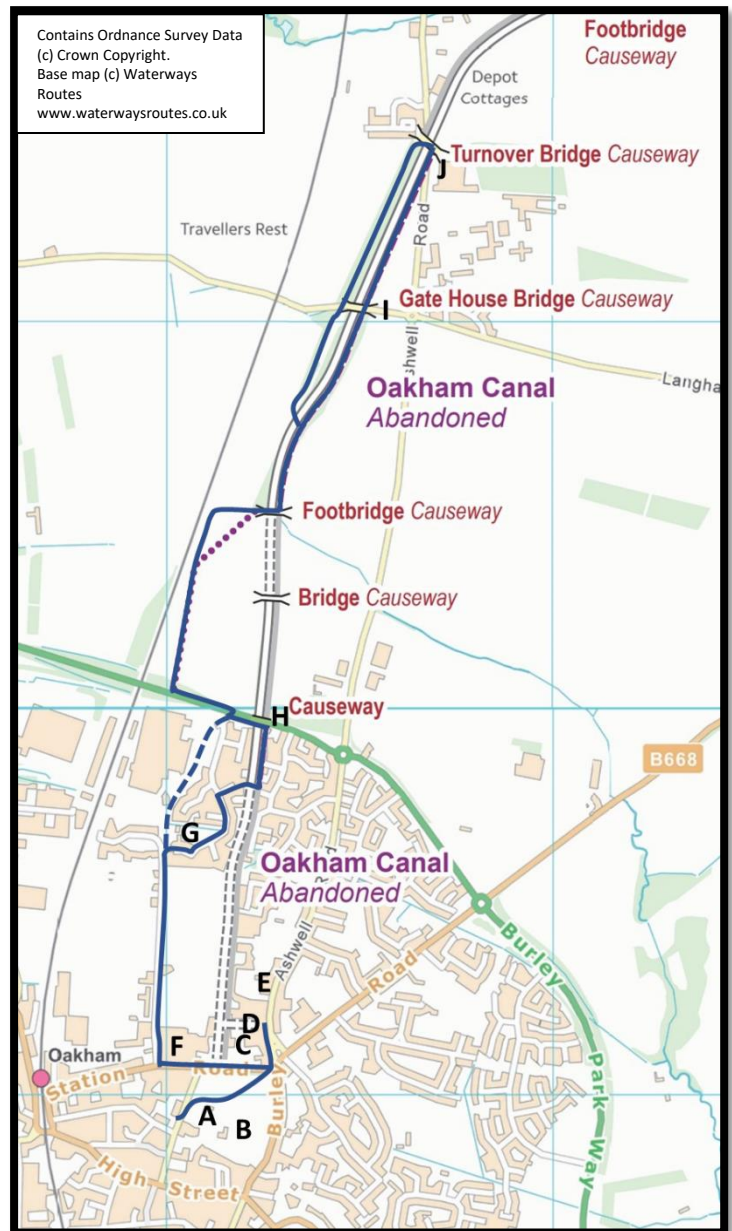 Contains Ordnance Survey Data
(c) Crown Copyright.
Base map (c) Waterways
Routes
www.waterwaysroutes.co.uk
Footbridge
Causeway
Depot
Cottages
Turnover Bridge Causeway
J
Road
Travellers Rest
I
Gate House Bridge Causeway
shwell
Langha
Oakham Canal
Abandoned
Footbridge Causeway
Bridge Causeway
H
Causeway
B668
G
Oakham Canal
Abandoned
Ashwell
Road
Burley
E
D
C
F
Oakham
Station
Road
A
B
Burley
Park Way
High Street